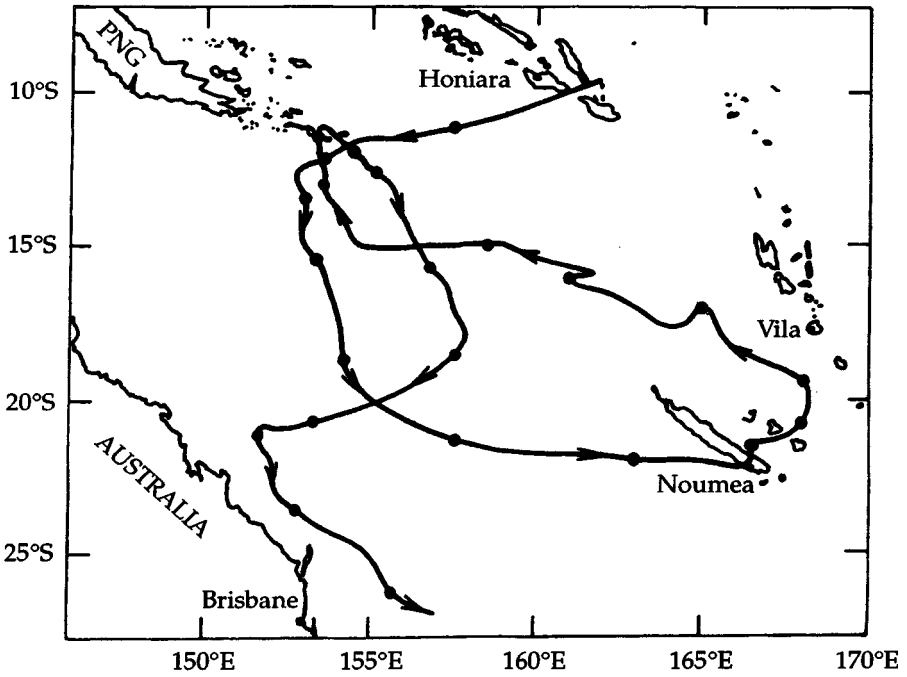 PNG
Honiara
10°S
15°S
Vila
20°S
AUSTRALIA
Noumea
25°S
Brisbane
150°E
155°E
160°E
165°E
170°E